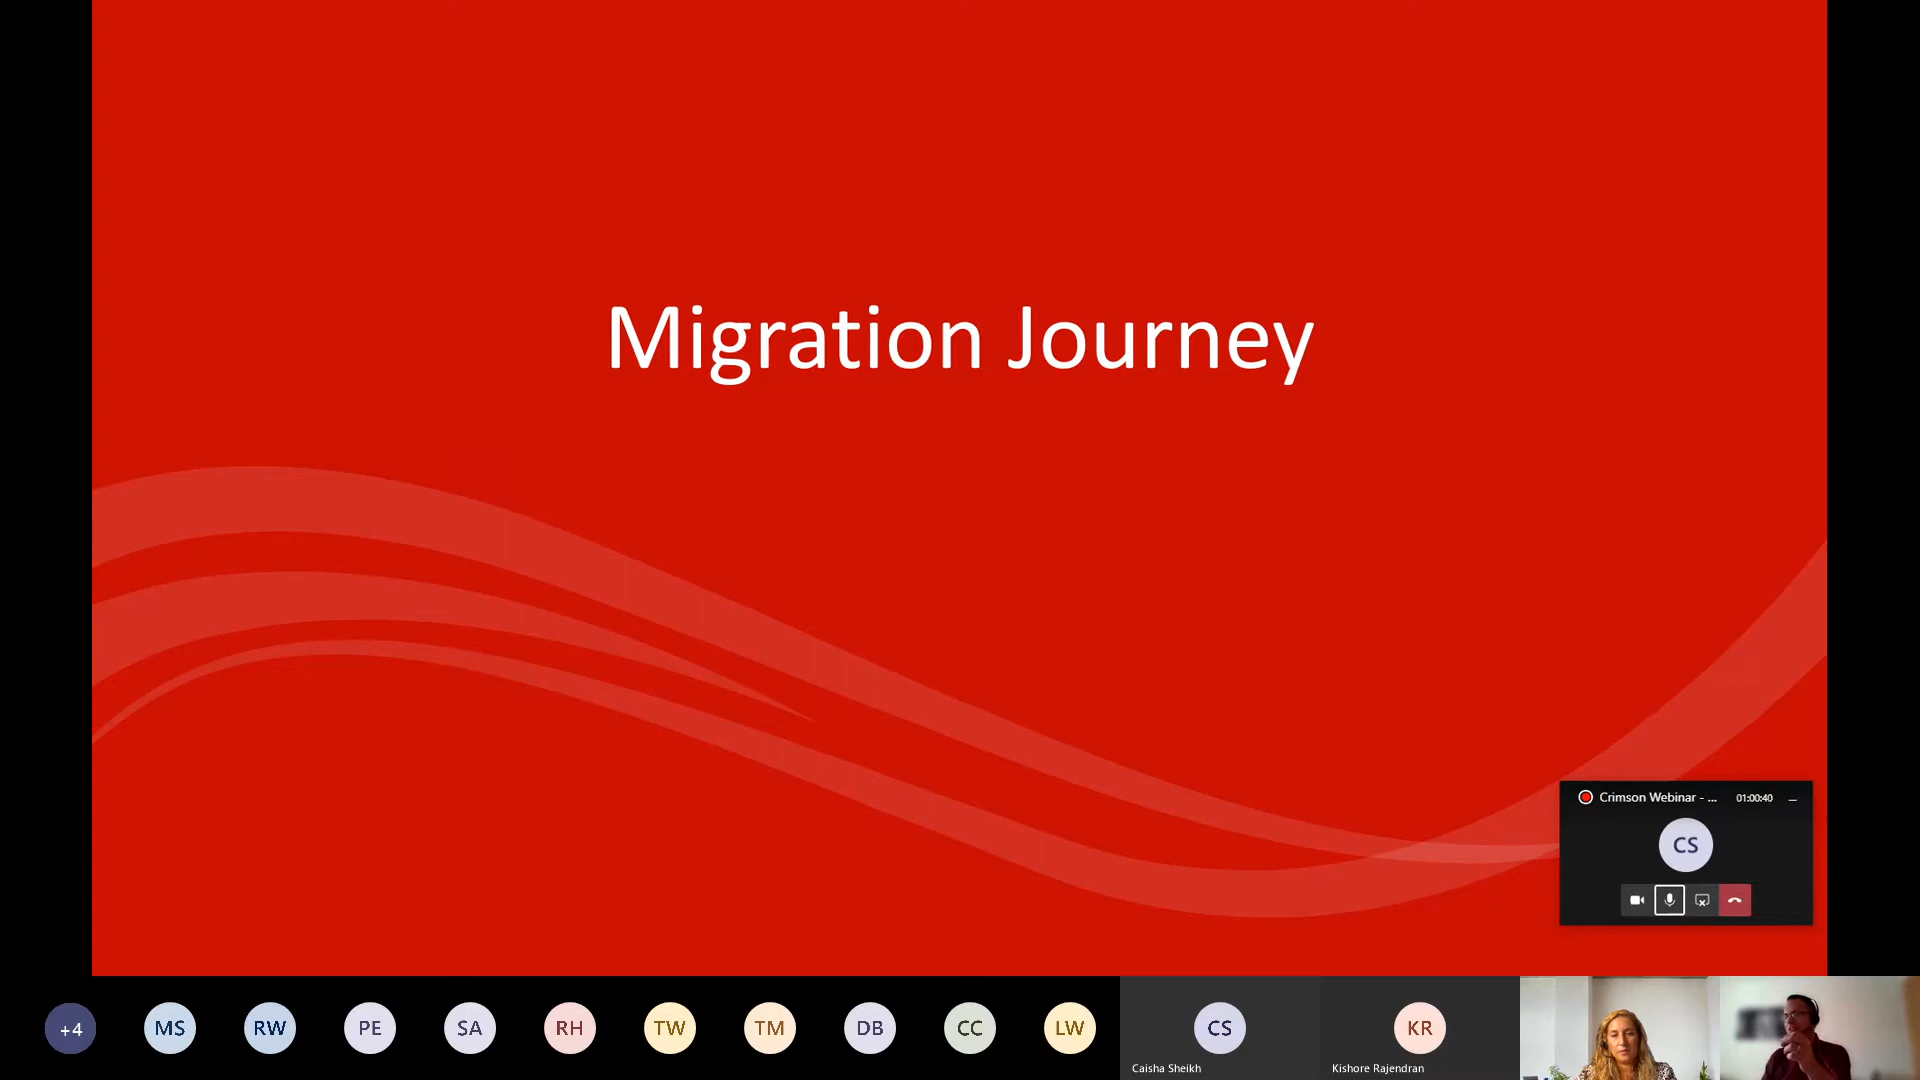 Migration Journey
Crimson Webinar - ...
01:00:40
CS
+4
MS
RW
PE
SA
RH
TW
TM
DB
CC
LW
CS
KR
Caisha Sheikh
Kishore Rajendran